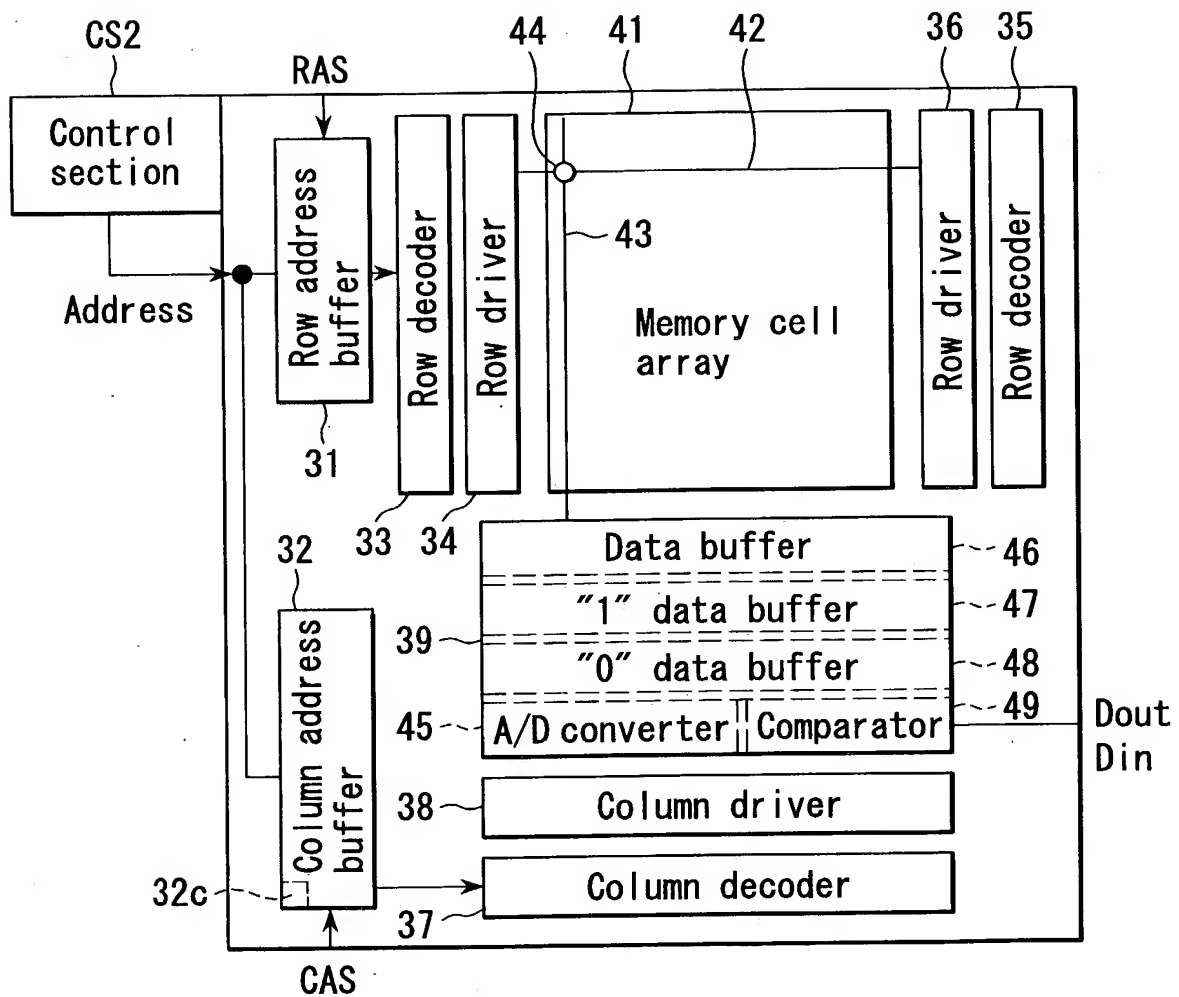 CS2
44
41
42
36
35
RAS
Control
section
Row address
buffer
Row decoder
Row driver
43
Memory cell
array
Row driver
Row decoder
Address
31
33
34
32
Data buffer
46
"1" data buffer
47
39
"0" data buffer
48
49
45
A/D converter
Comparator
Dout
Din
Column address
buffer
38
Column driver
32c
Column decoder
37
CAS